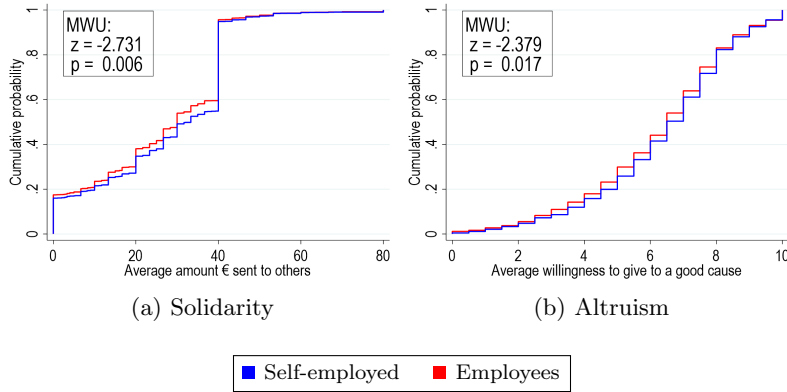 MWU:
z = -2.731
p = 0.006
Cumulative probability
0 .2 .4 .6 .8 1
0 20 40 60 80
Average amount € sent to others
(a) Solidarity
MWU:
z = -2.379
p = 0.017
Cumulative probability
0 .2 .4 .6 .8 1
0 2 4 6 8 10
Average willingness to give to a good cause
(b) Altruism
Self-employed Employees